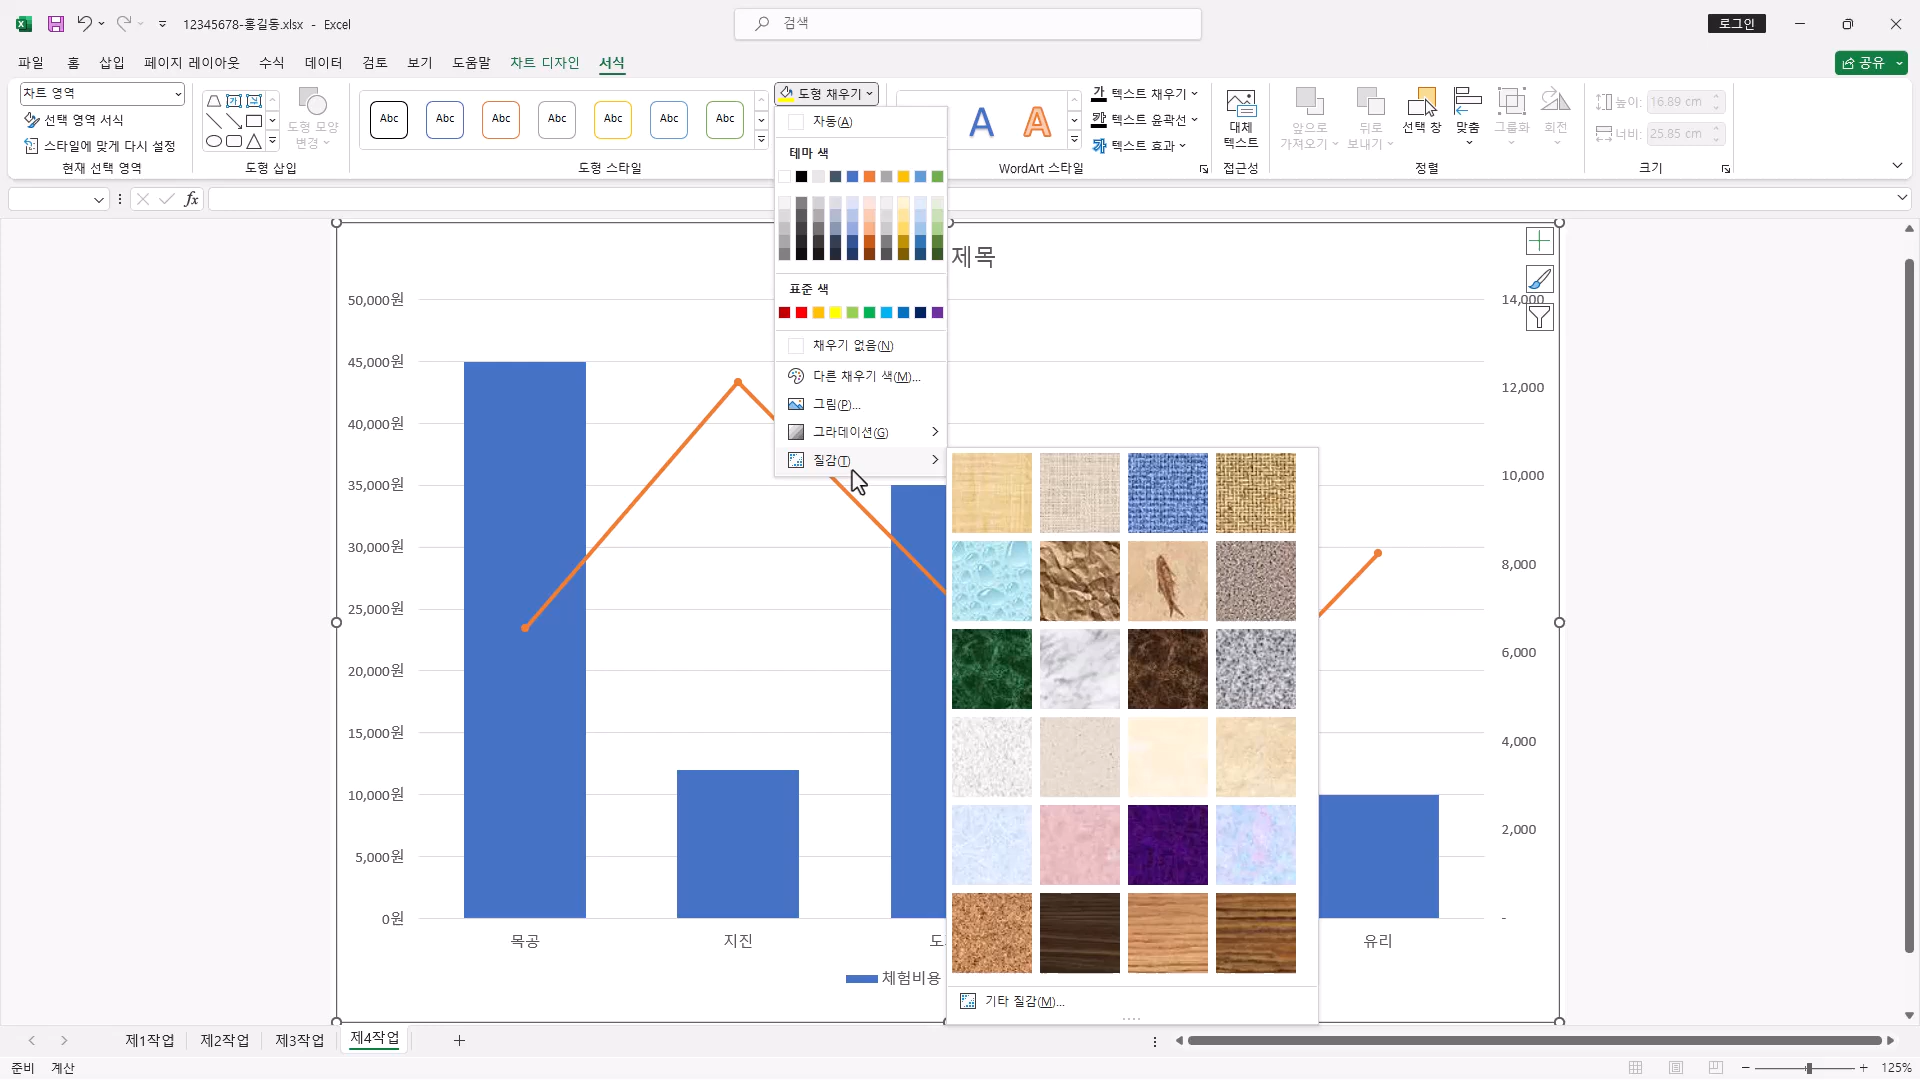 12345678-홍길동.xlsx - Excel
검색
로그인
파일 홈 삽입 페이지 레이아웃 수식 데이터 검토 보기 도움말 차트 디자인 서식
공유
차트 영역
선택 영역 서식
스타일에 맞게 다시 설정
현재 선택 영역
도형 모양
변경
도형 삽입
Abc Abc Abc Abc Abc Abc Abc
도형 스타일
도형 채우기
A A
텍스트 채우기
텍스트 윤곽선
텍스트 효과
WordArt 스타일
대체
텍스트
접근성
앞으로
가져오기
뒤로
보내기
선택 창
맞춤
그룹화
회전
정렬
높이: 16.89 cm
너비: 25.85 cm
크기
fx
자동(A)
테마 색
표준 색
채우기 없음(N)
다른 채우기 색(M)...
그림(P)...
그라데이션(G)
질감(T)
기타 질감(M)...
제목
50,000원
45,000원
40,000원
35,000원
30,000원
25,000원
20,000원
15,000원
10,000원
5,000원
0원
14,000
12,000
10,000
8,000
6,000
4,000
2,000
-
목공 지진 도 유리
체험비용
제1작업 제2작업 제3작업 제4작업
준비 계산
125%